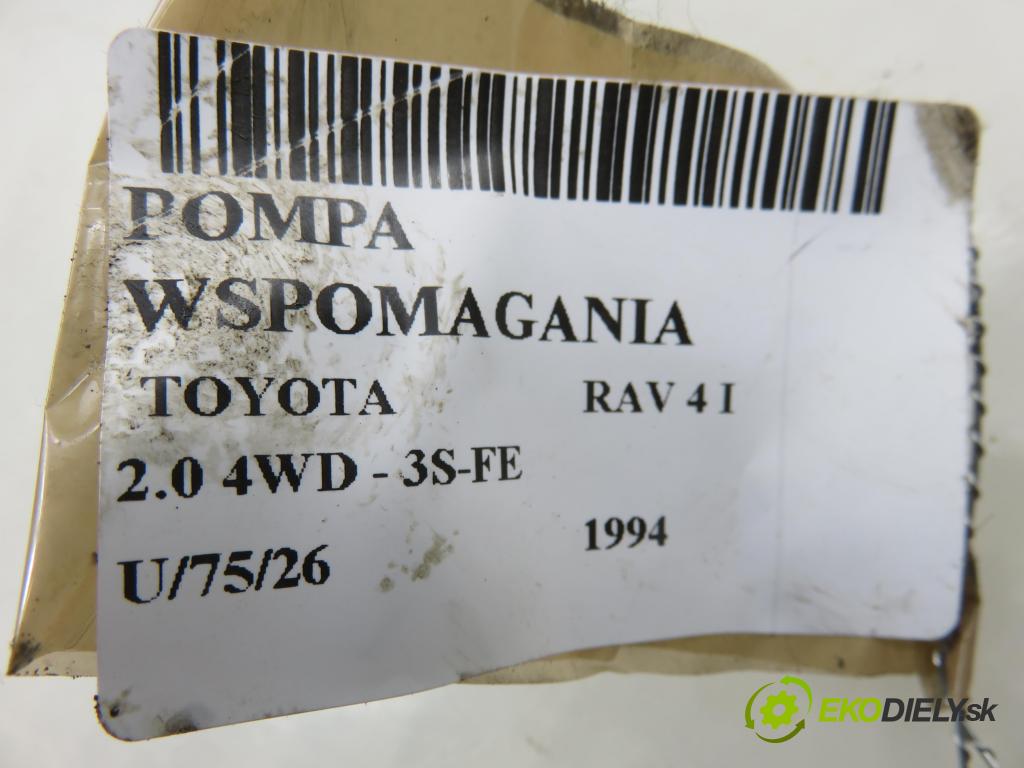 POMPA
WSPOMAGANIA
TOYOTA RAV 4 I
2.0 4WD - 3S-FE
U/75/26 1994
EKODIELY.sk